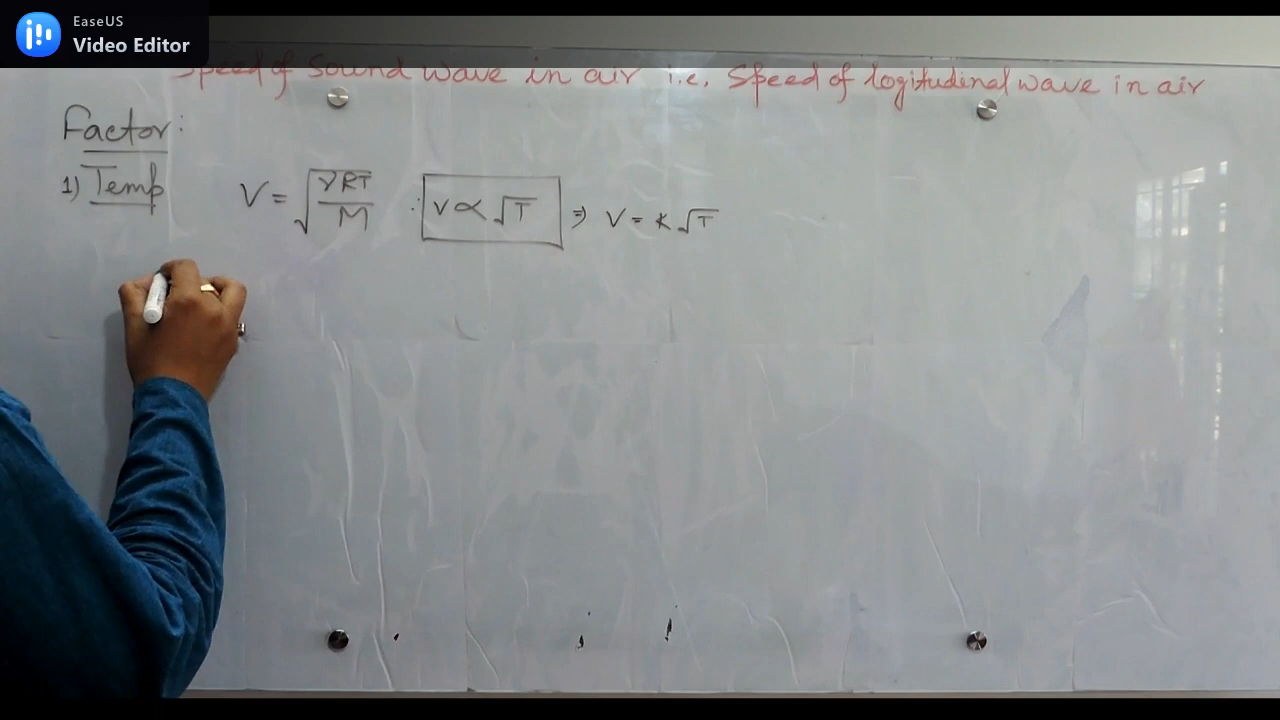 EaseUS
Video Editor
Speed of sound wave in air i.e. Speed of logitudinal wave in air
Factor:
1) Temp V = √(γRT/M) ∴ V ∝ √T ⇒ V = K√T